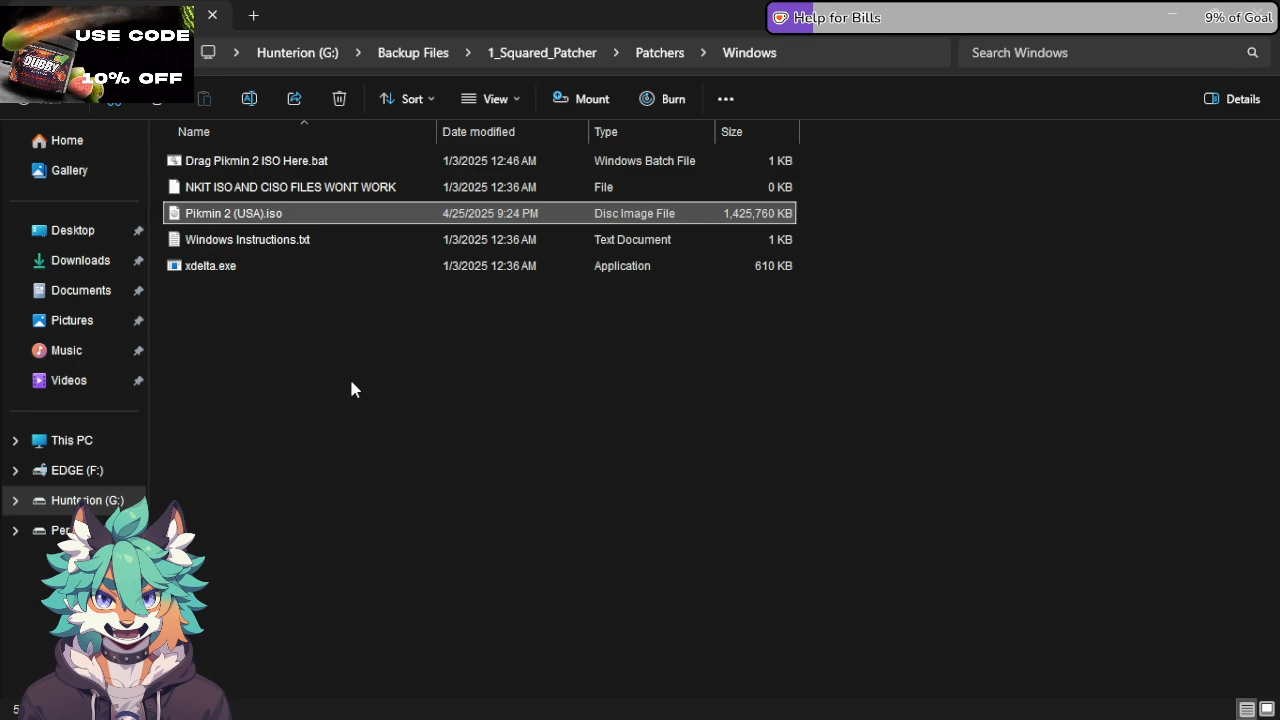 USE CODE
DUBBY
10% OFF
Help for Bills
9% of Goal
Hunterion (G:)
Backup Files
1_Squared_Patcher
Patchers
Windows
Search Windows
Sort
View
Mount
Burn
Details
Name
Date modified
Type
Size
Home
Gallery
Desktop
Downloads
Documents
Pictures
Music
Videos
This PC
EDGE (F:)
Hunterion (G:)
Per
Drag Pikmin 2 ISO Here.bat 1/3/2025 12:46 AM Windows Batch File 1 KB
NKIT ISO AND CISO FILES WONT WORK 1/3/2025 12:36 AM File 0 KB
Pikmin 2 (USA).iso 4/25/2025 9:24 PM Disc Image File 1,425,760 KB
Windows Instructions.txt 1/3/2025 12:36 AM Text Document 1 KB
xdelta.exe 1/3/2025 12:36 AM Application 610 KB
5